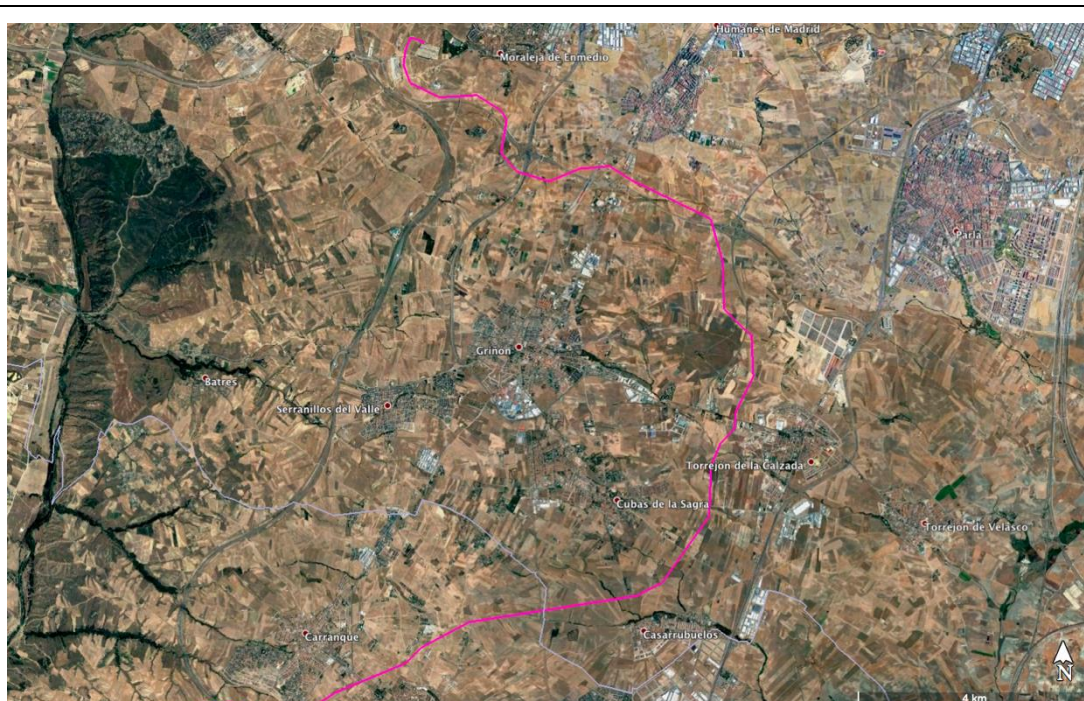 Humanes de Madrid
Moraleja de Enmedio
Parla
Griñon
Batres
Serranillos del Valle
Torrejon de la Calzada
Cubas de la Sagra
Torrejon de Velasco
Carranque
Casarrubuelos
N
4 km